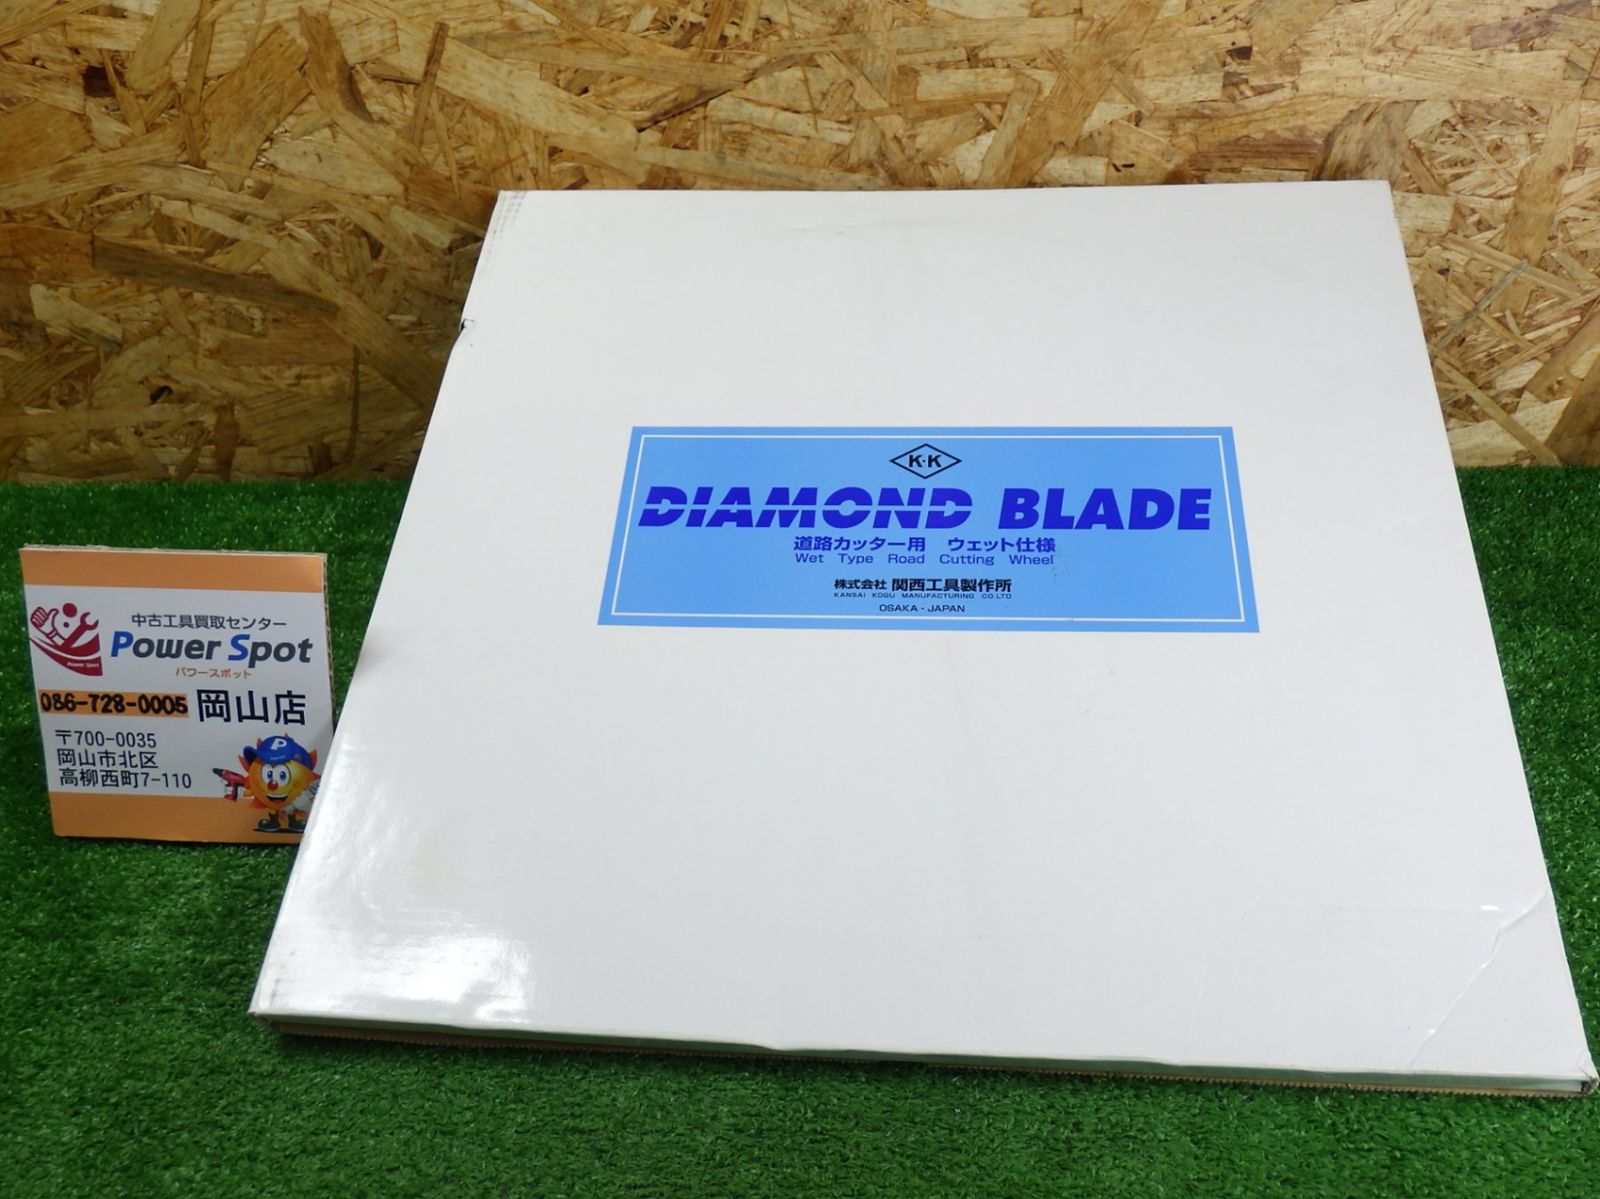 K·K
DIAMOND BLADE
道路カッター用 ウェット仕様
Wet Type Road Cutting Wheel
株式会社 関西工具製作所
KANSAI KOGU MANUFACTURING CO LTD
OSAKA - JAPAN
中古工具買取センター
Power Spot
パワースポット
Power Spot
086-728-0005 岡山店
〒700-0035
岡山市北区
高柳西町7-110
P